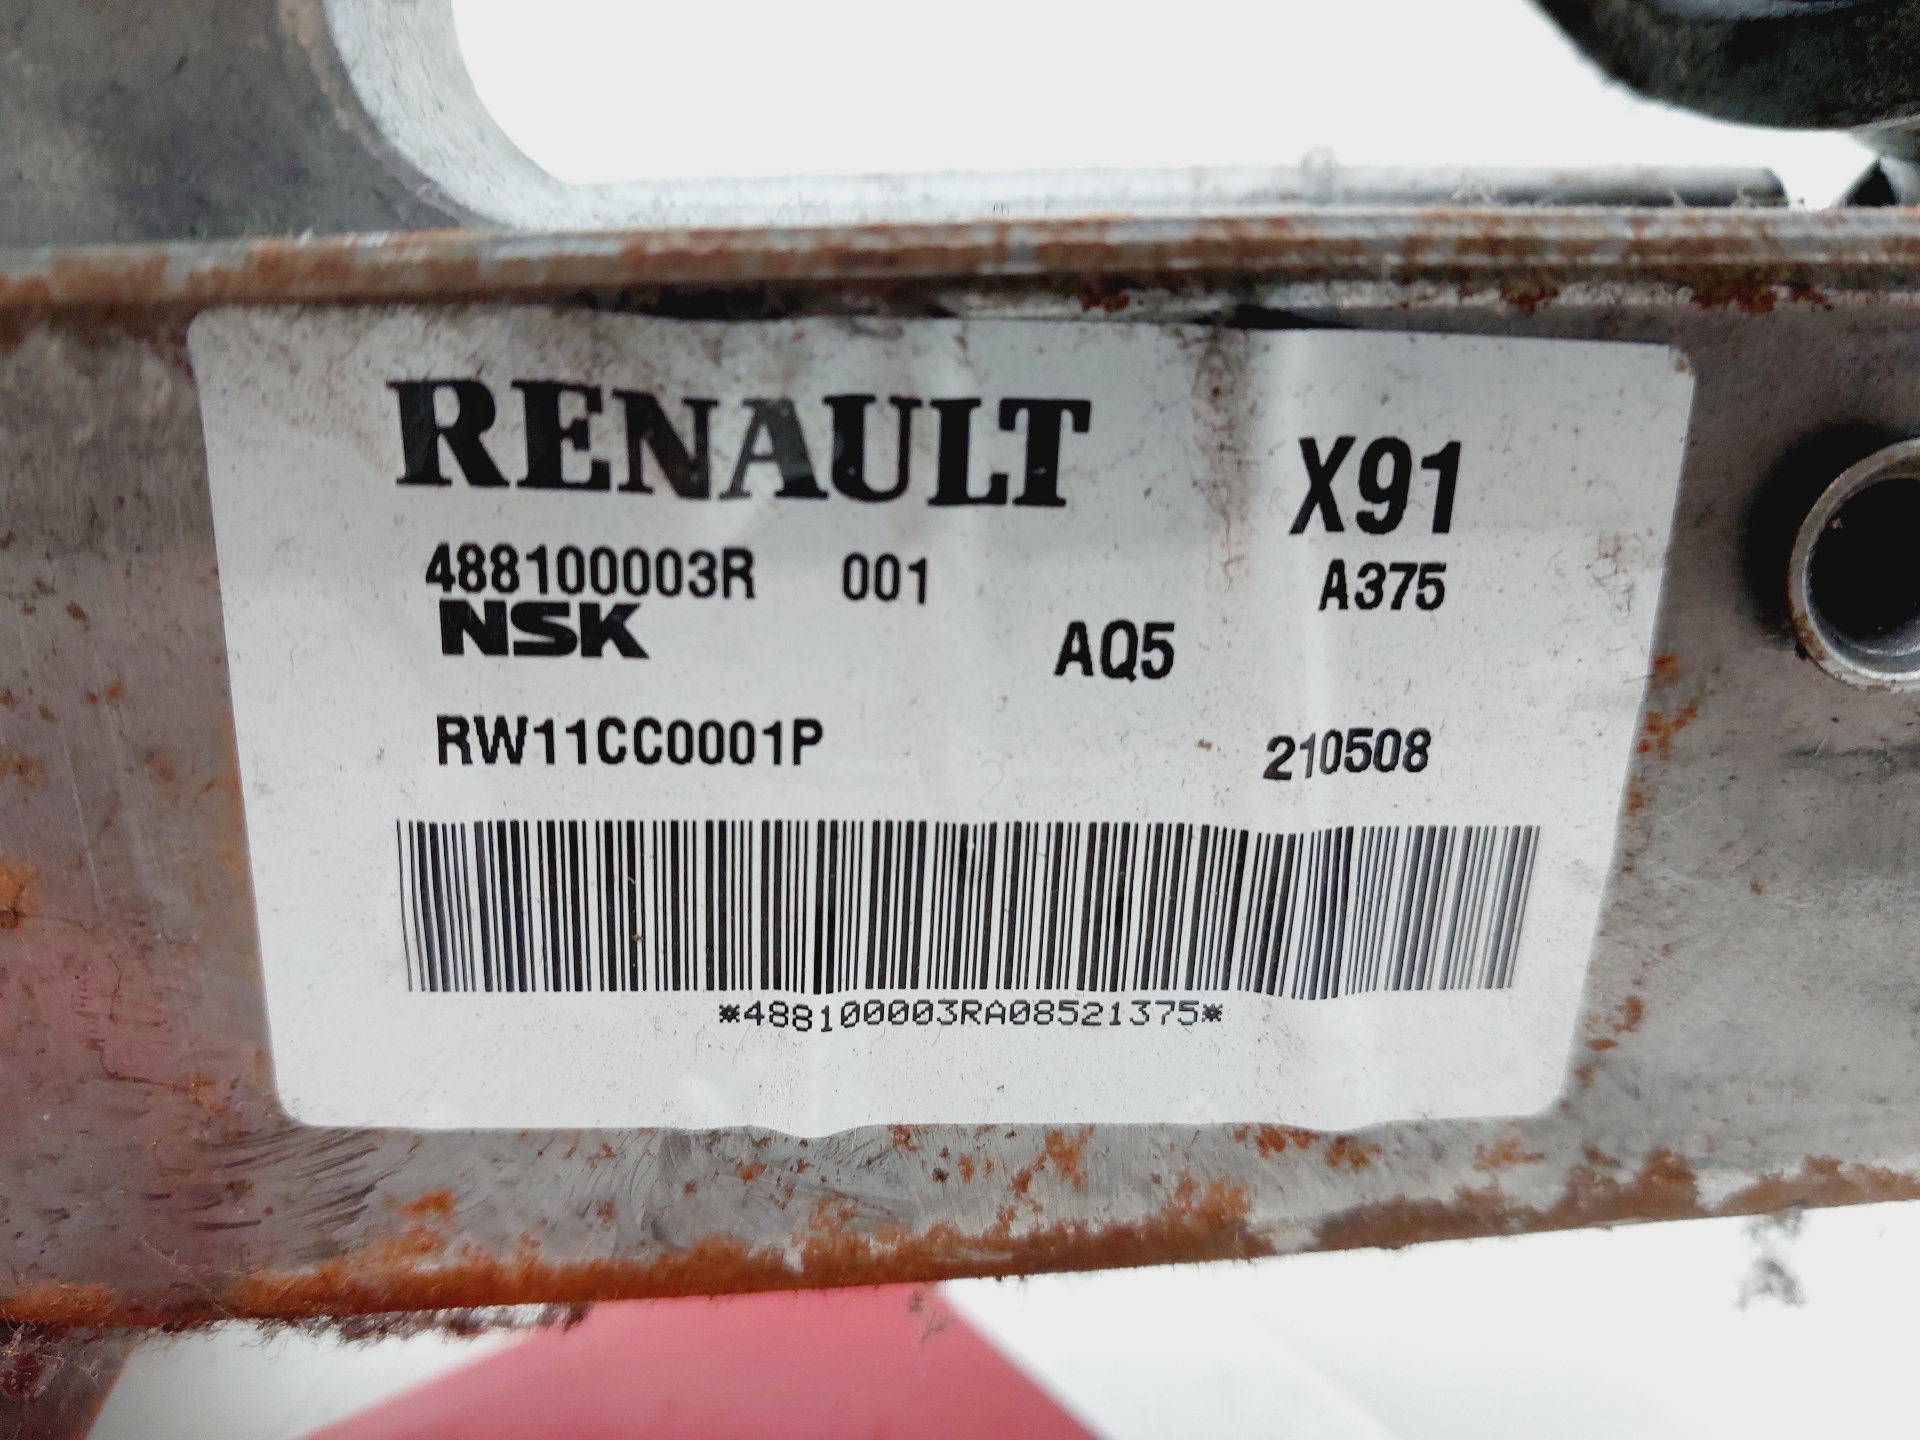 RENAULT X91
488100003R 001 A375
NSK AQ5
RW11CC0001P 210508
*488100003RA08521375*